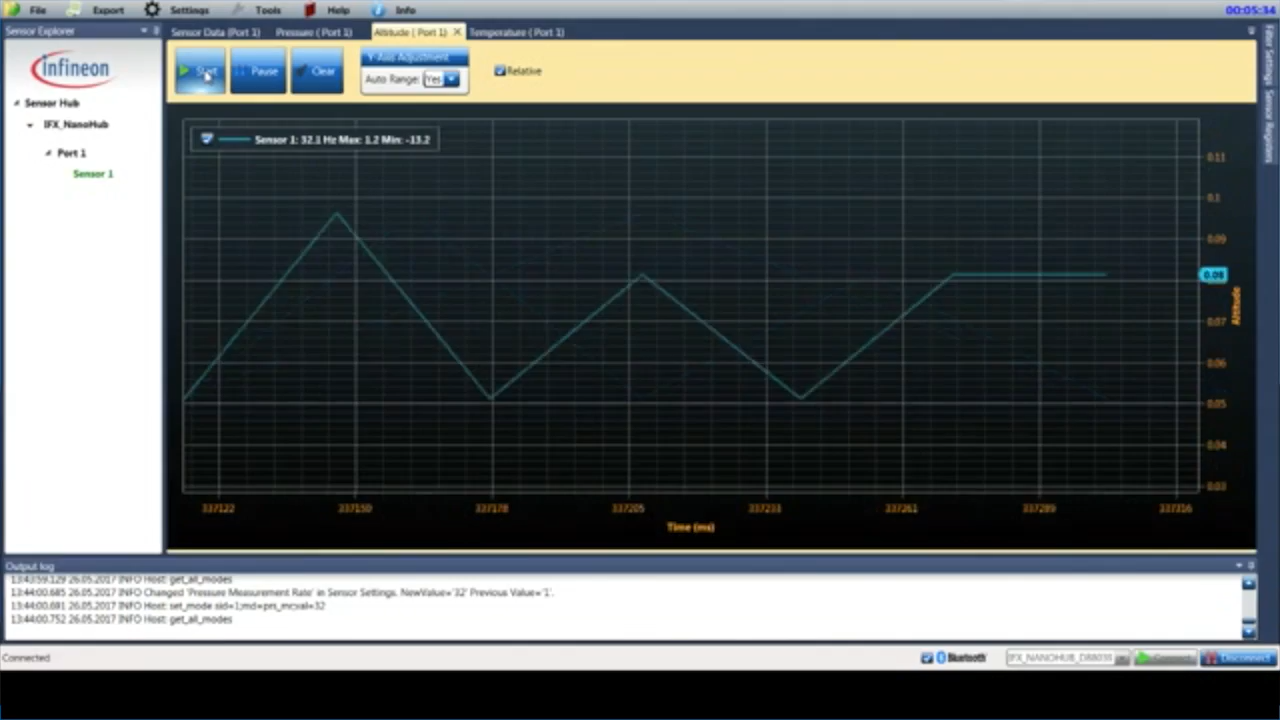 File Export Settings Tools Help Info 00:05:34
Sensor Explorer
Sensor Data (Port 1) Pressure ( Port 1) Altitude ( Port 1) Temperature ( Port 1)
infineon
Sensor Hub
IFX_NanoHub
Port 1
Sensor 1
Start Pause Clear
Y-Axis Adjustment
Auto Range: Yes
Relative
Filter Settings
Sensor Registers
Sensor 1: 32.1 Hz Max: 1.2 Min: -13.2
0.11
0.1
0.09
0.08
0.07
0.06
0.05
0.04
0.03
Altitude
337122 337150 337178 337205 337233 337261 337289 337316
Time (ms)
Output log
13:43:59.129 26.05.2017 INFO Host: get_all_modes
13:44:00.685 26.05.2017 INFO Changed 'Pressure Measurement Rate' in Sensor Settings. NewValue='32' Previous Value='1'.
13:44:00.691 26.05.2017 INFO Host: set_mode sid=1;md=prs_mr;val=32
13:44:00.752 26.05.2017 INFO Host: get_all_modes
Connected Bluetooth Connect Disconnect